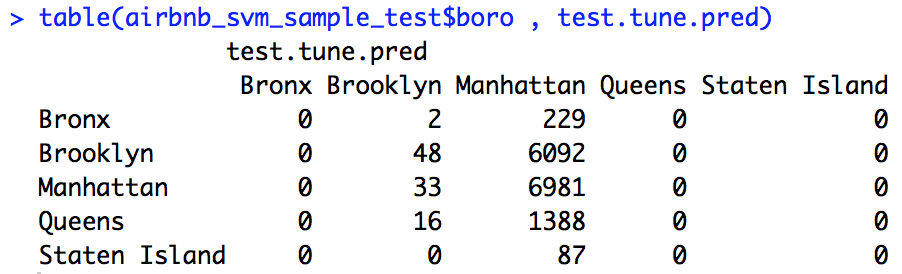 > table(airbnb_svm_sample_test$boro , test.tune.pred)
test.tune.pred
Bronx Brooklyn Manhattan Queens Staten Island
Bronx 0 2 229 0 0
Brooklyn 0 48 6092 0 0
Manhattan 0 33 6981 0 0
Queens 0 16 1388 0 0
Staten Island 0 0 87 0 0